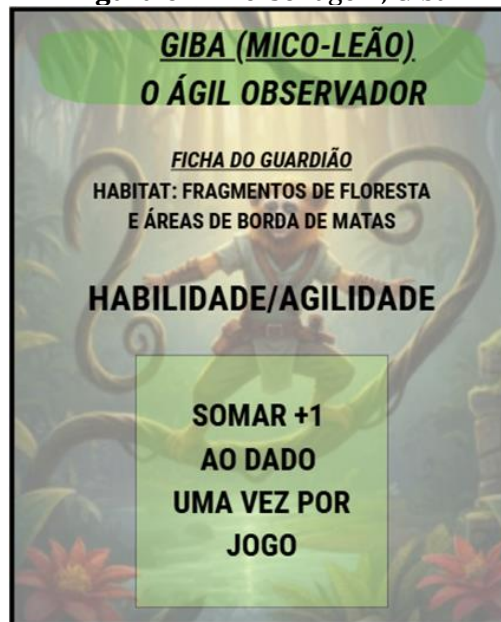 GIBA (MICO-LEÃO)
O ÁGIL OBSERVADOR
FICHA DO GUARDIÃO
HABITAT: FRAGMENTOS DE FLORESTA
E ÁREAS DE BORDA DE MATAS
HABILIDADE/AGILIDADE
SOMAR +1
AO DADO
UMA VEZ POR
JOGO